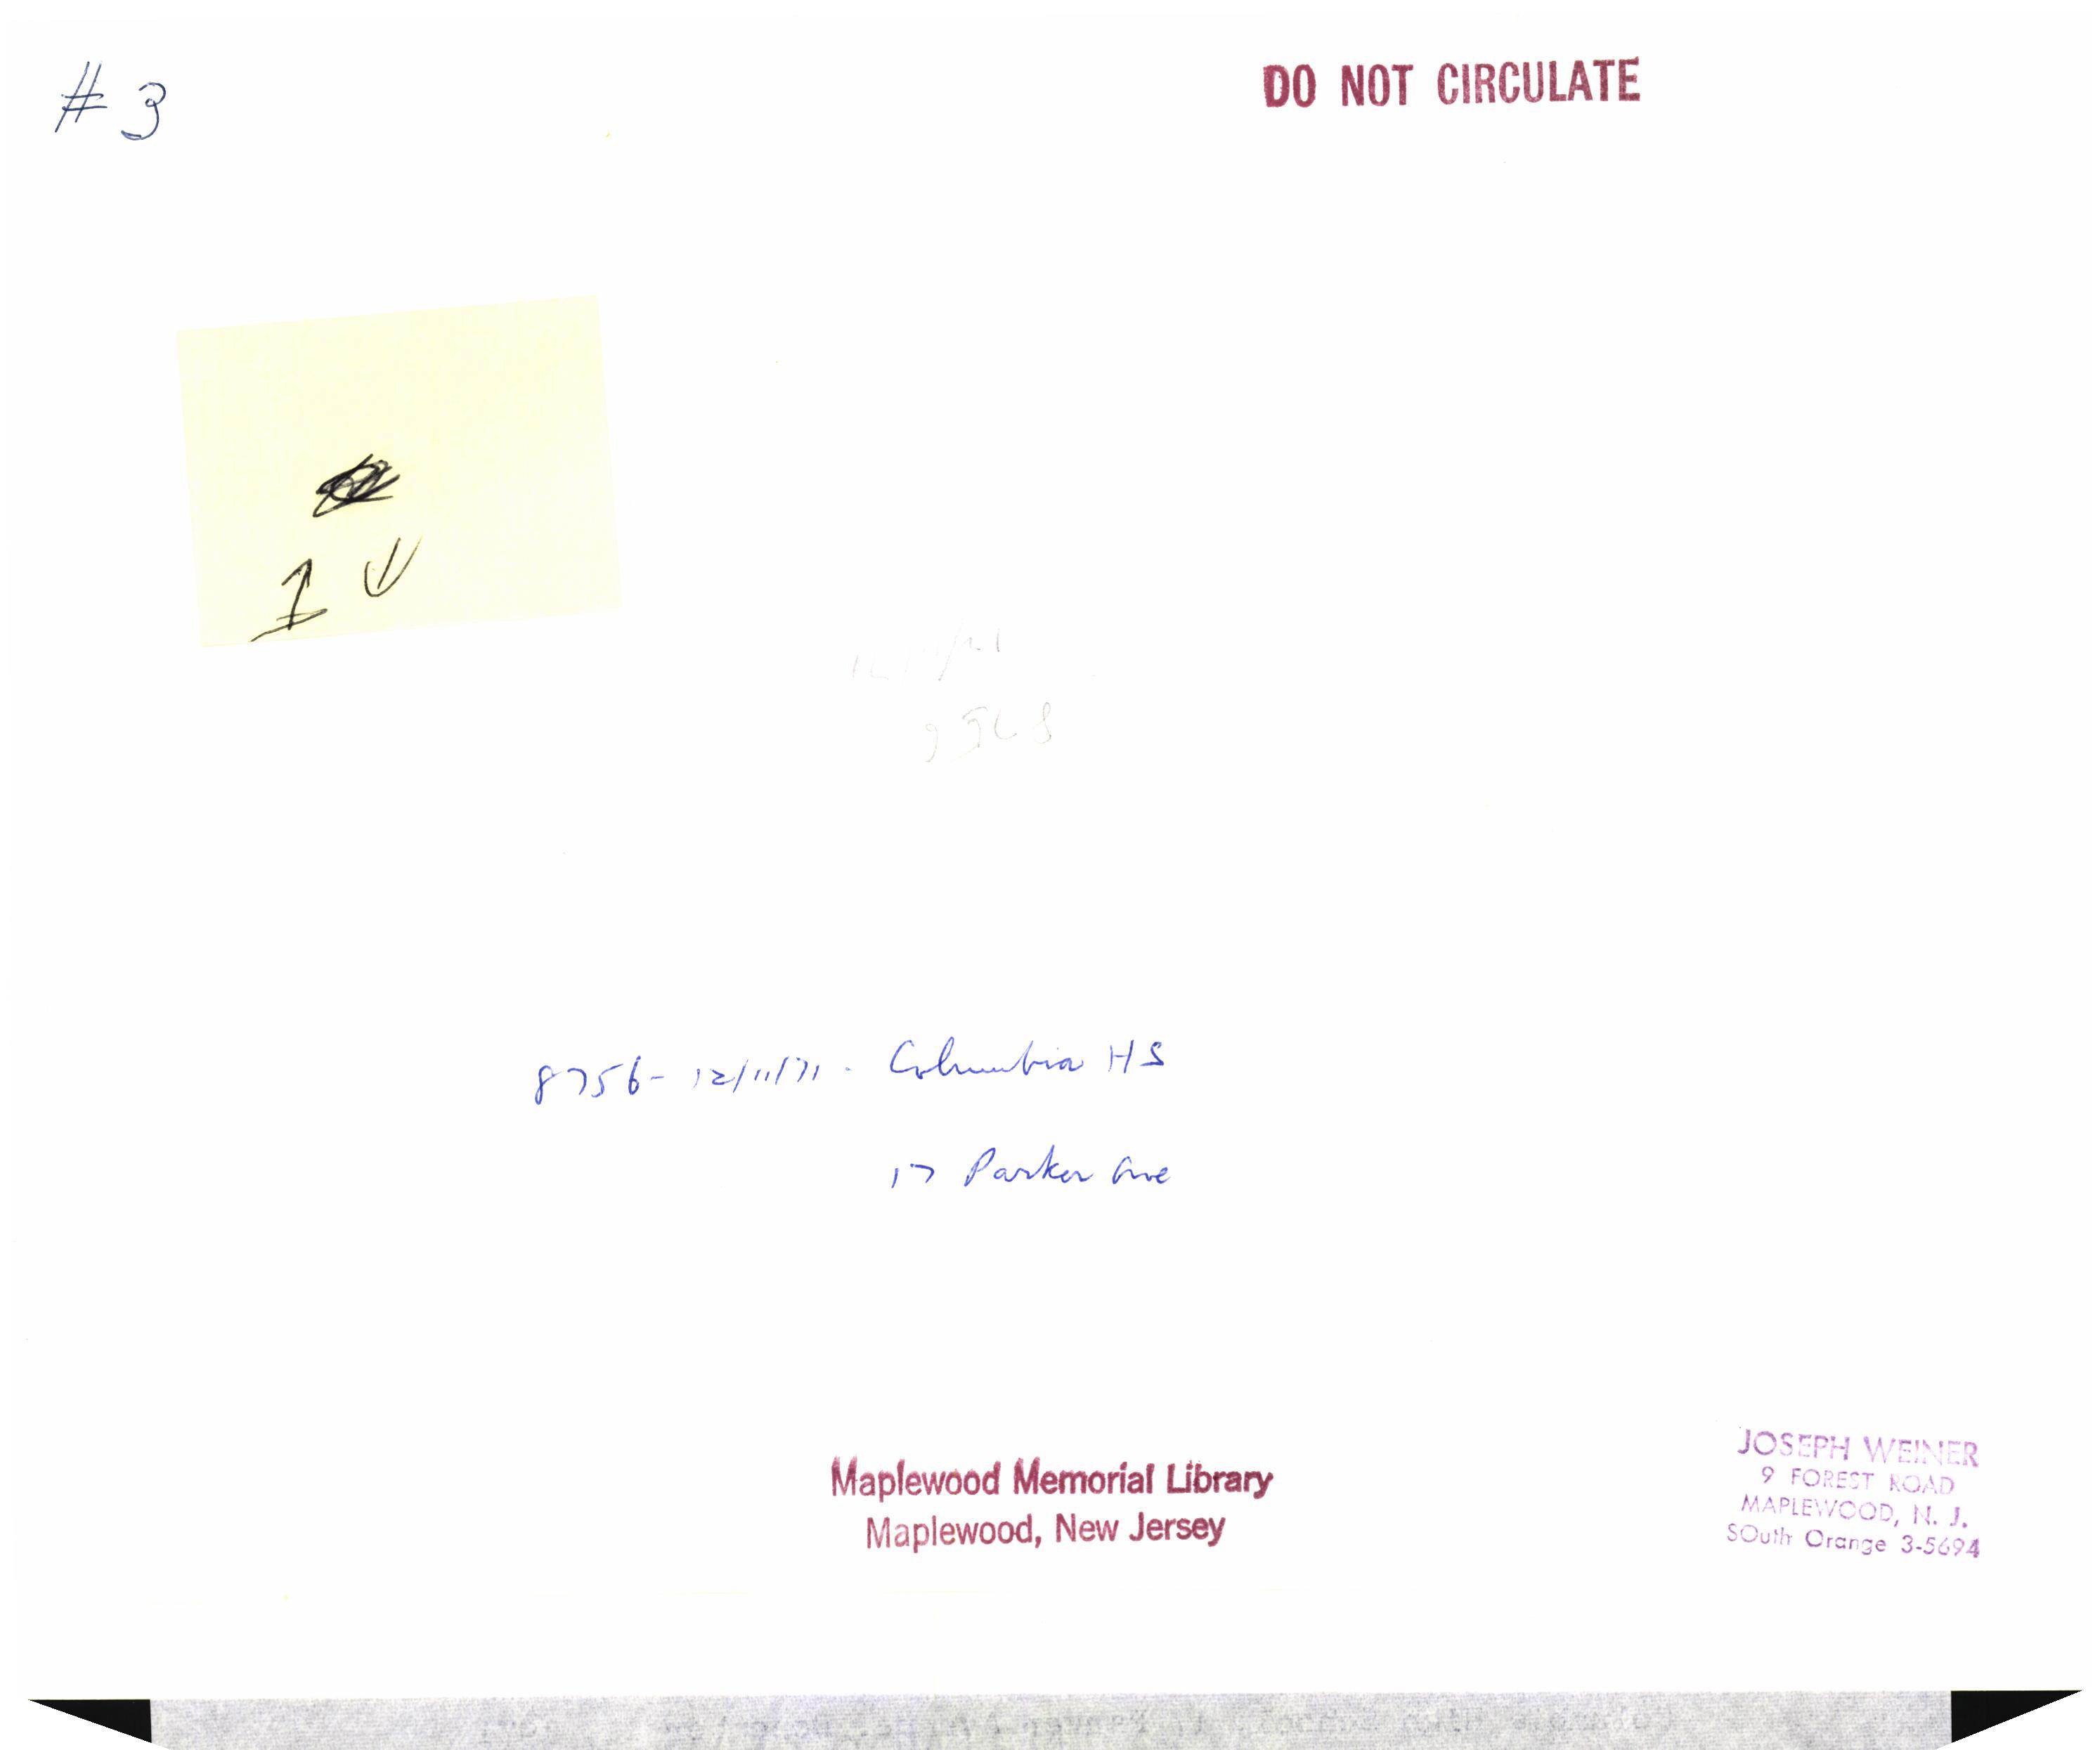 # 3
DO NOT CIRCULATE
8756 - 12/11/71 - Columbia HS
17 Parker Ave
Maplewood Memorial Library
Maplewood, New Jersey
JOSEPH WEINER
9 FOREST ROAD
MAPLEWOOD, N. J.
SOuth Orange 3-5694